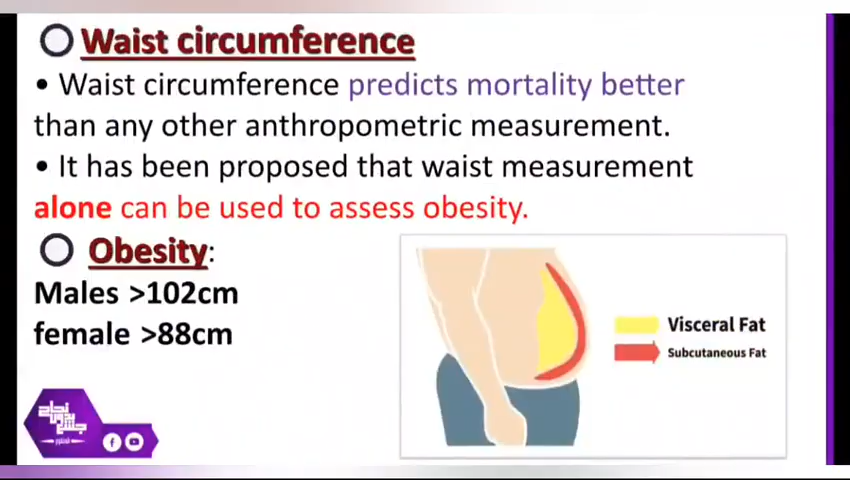 Waist circumference
• Waist circumference predicts mortality better
than any other anthropometric measurement.
• It has been proposed that waist measurement
alone can be used to assess obesity.
Obesity:
Males >102cm
female >88cm
Visceral Fat
Subcutaneous Fat